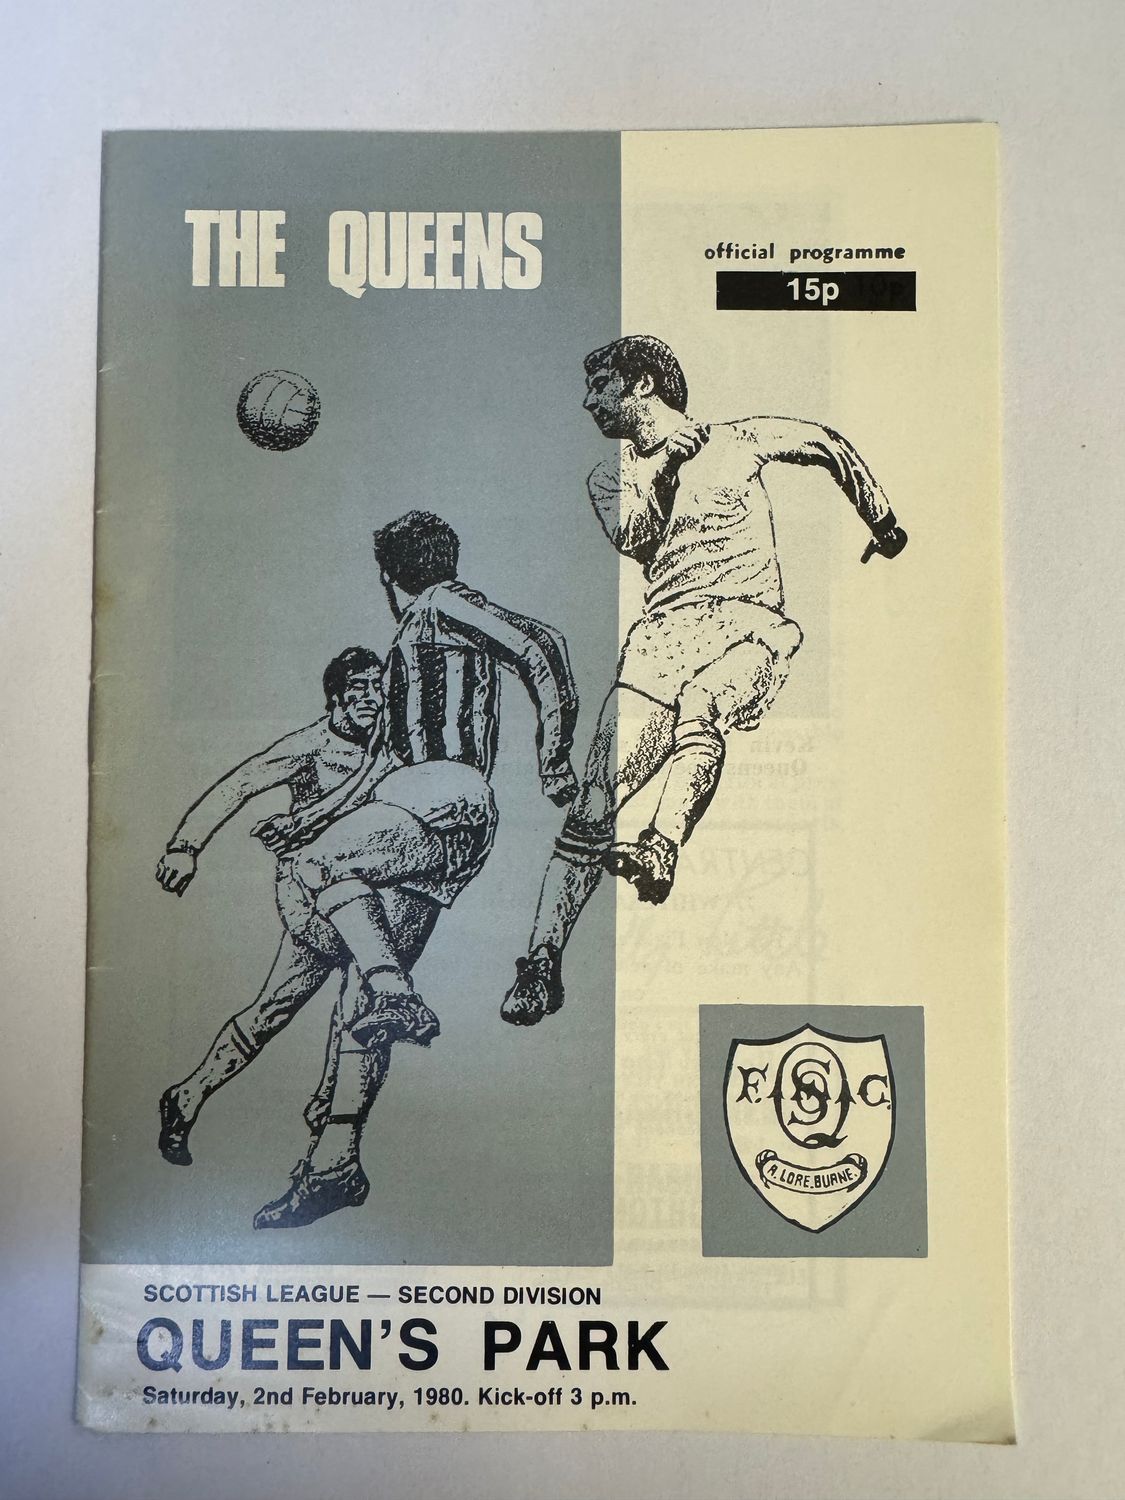 THE QUEENS
official programme
15p
F. C.
A. LORE. BURNE.
SCOTTISH LEAGUE — SECOND DIVISION
QUEEN'S PARK
Saturday, 2nd February, 1980. Kick-off 3 p.m.